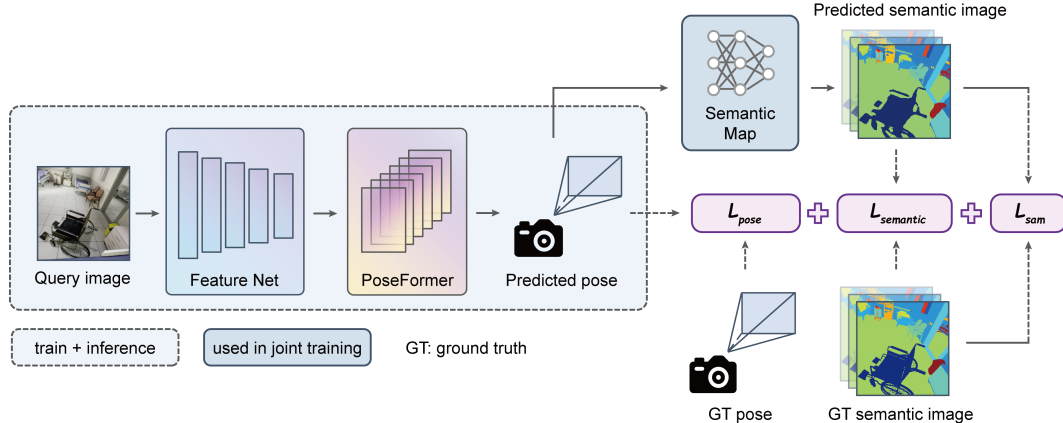 Predicted semantic image
Semantic
Map
Query image
Feature Net
PoseFormer
Predicted pose
L_pose
L_semantic
L_sam
train + inference
used in joint training
GT: ground truth
GT pose
GT semantic image